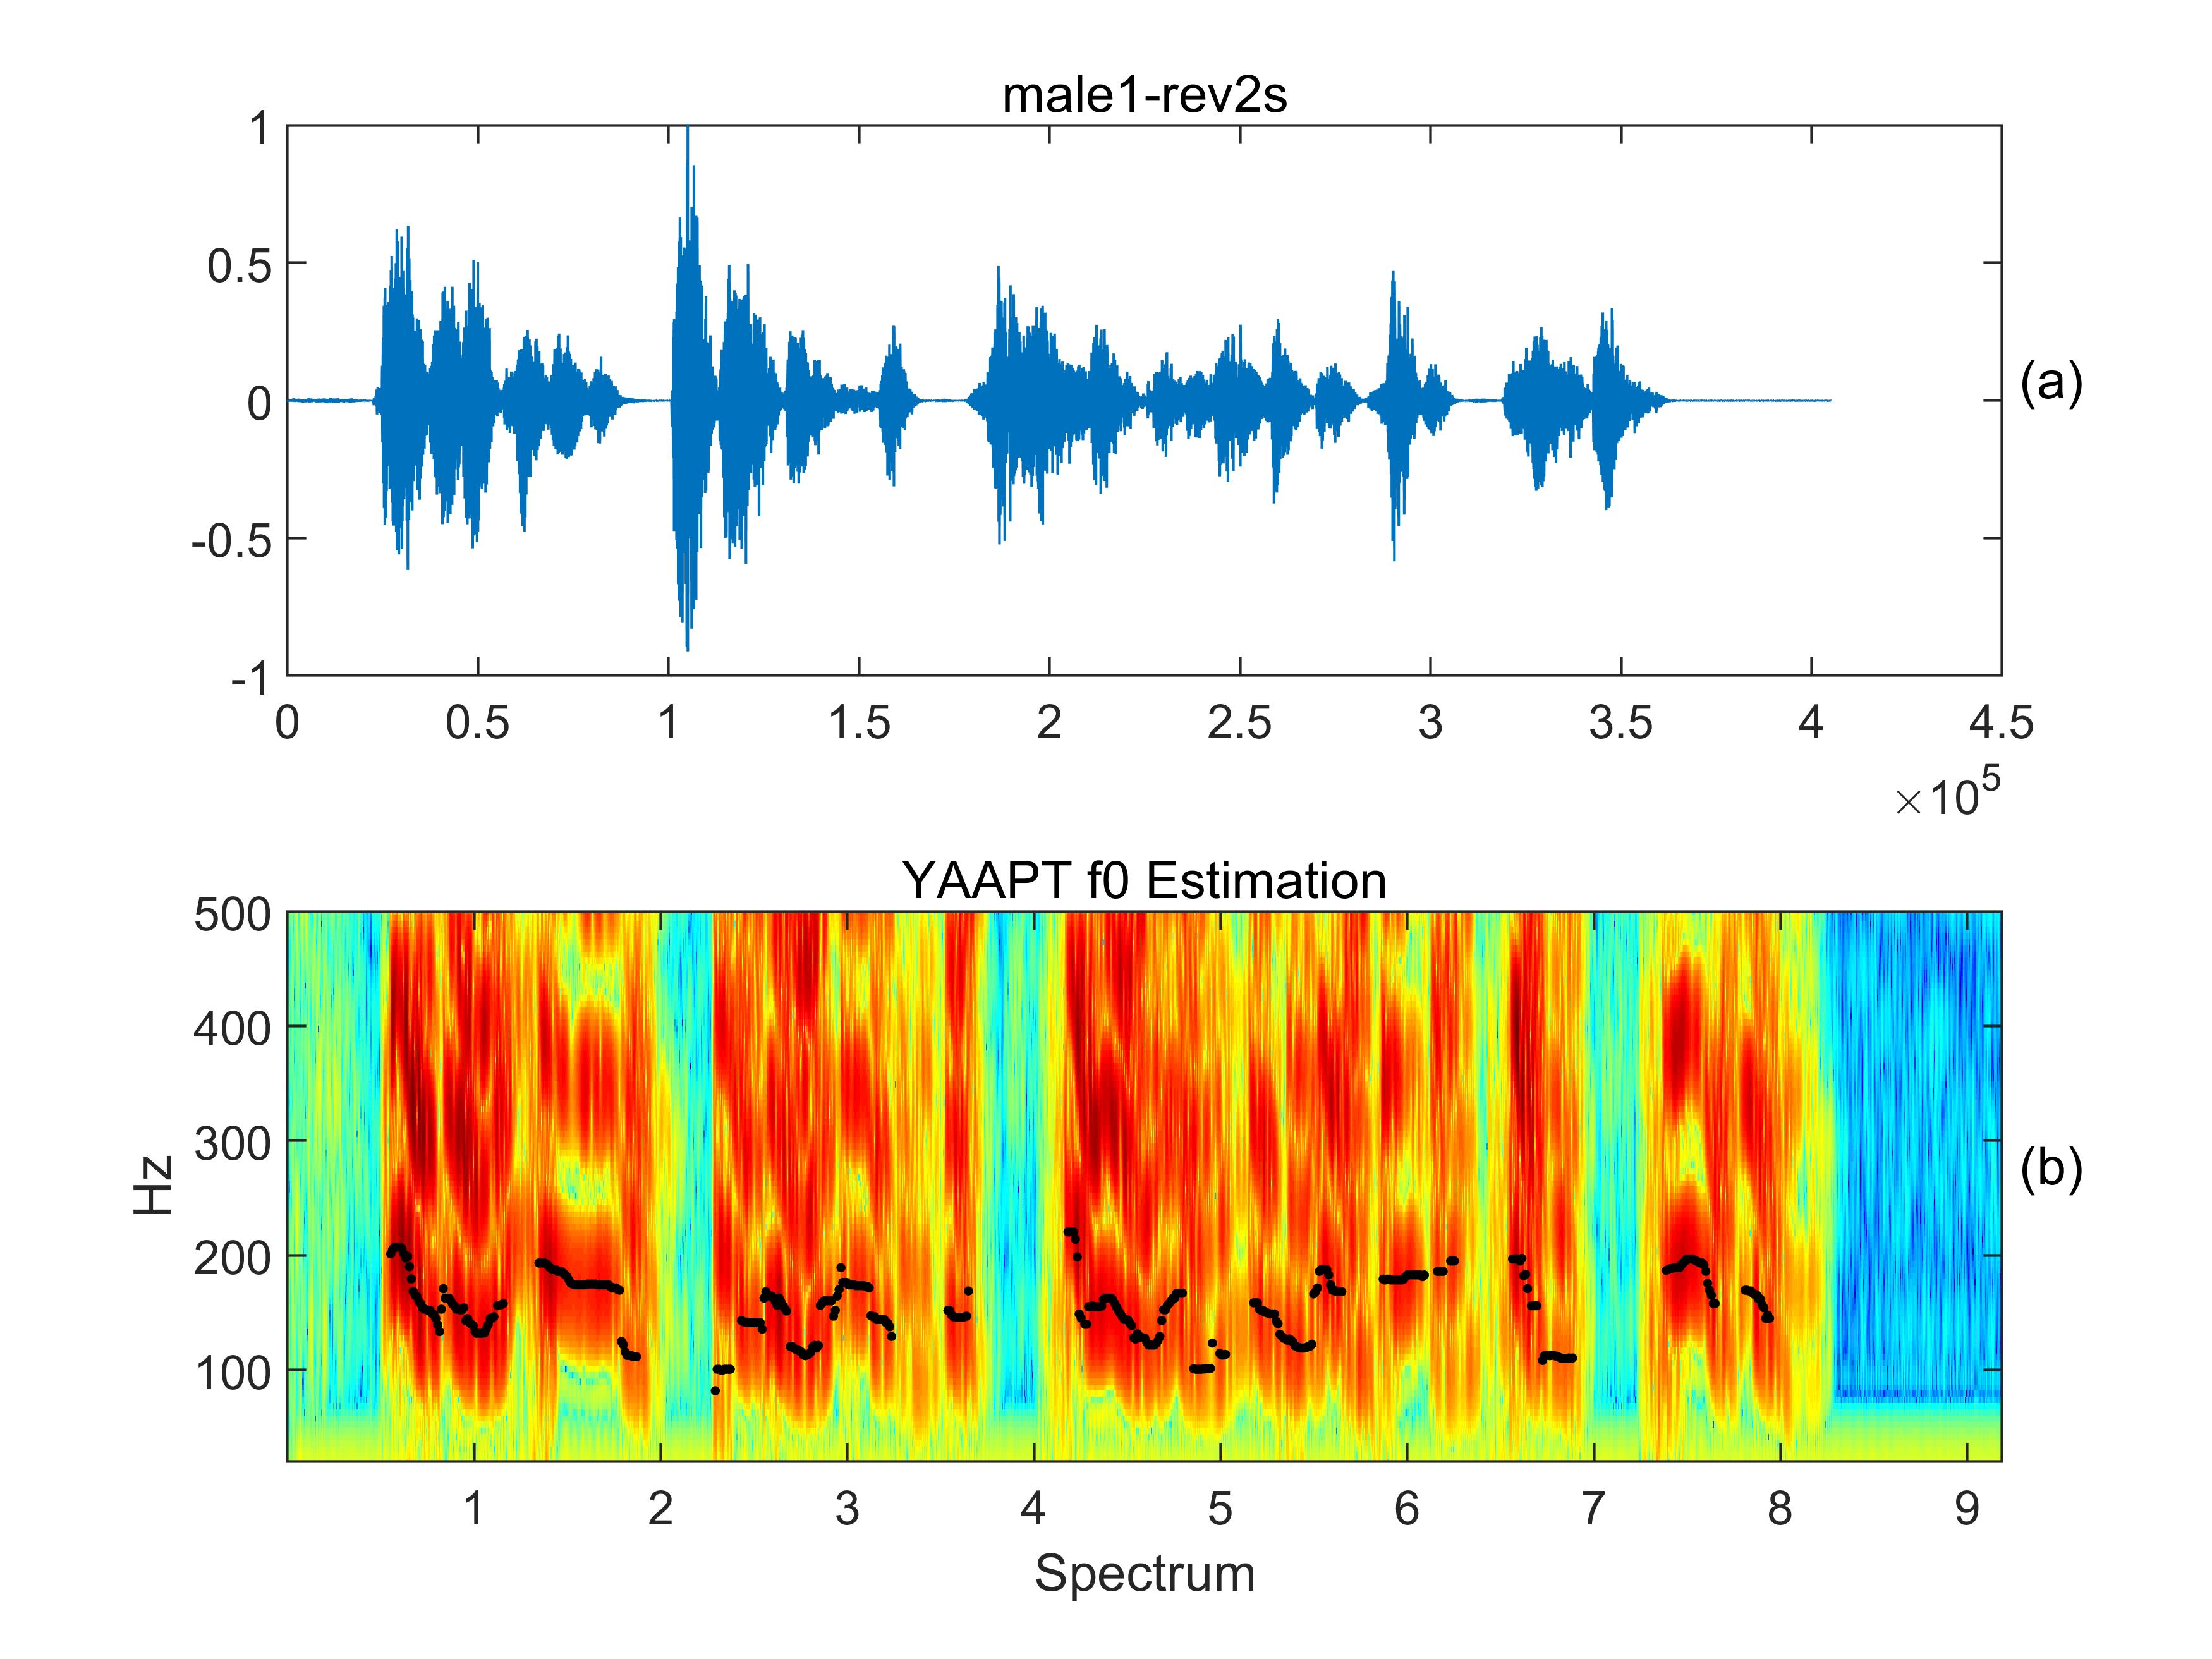 male1-rev2s
1
0.5
0
-0.5
-1
(a)
0 0.5 1 1.5 2 2.5 3 3.5 4 4.5
×10⁵
YAAPT f0 Estimation
500
400
300
200
100
Hz
(b)
1 2 3 4 5 6 7 8 9
Spectrum